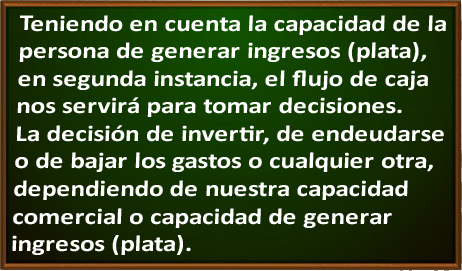 Teniendo en cuenta la capacidad de la
persona de generar ingresos (plata),
en segunda instancia, el flujo de caja
nos servirá para tomar decisiones.
La decisión de invertir, de endeudarse
o de bajar los gastos o cualquier otra,
dependiendo de nuestra capacidad
comercial o capacidad de generar
ingresos (plata).